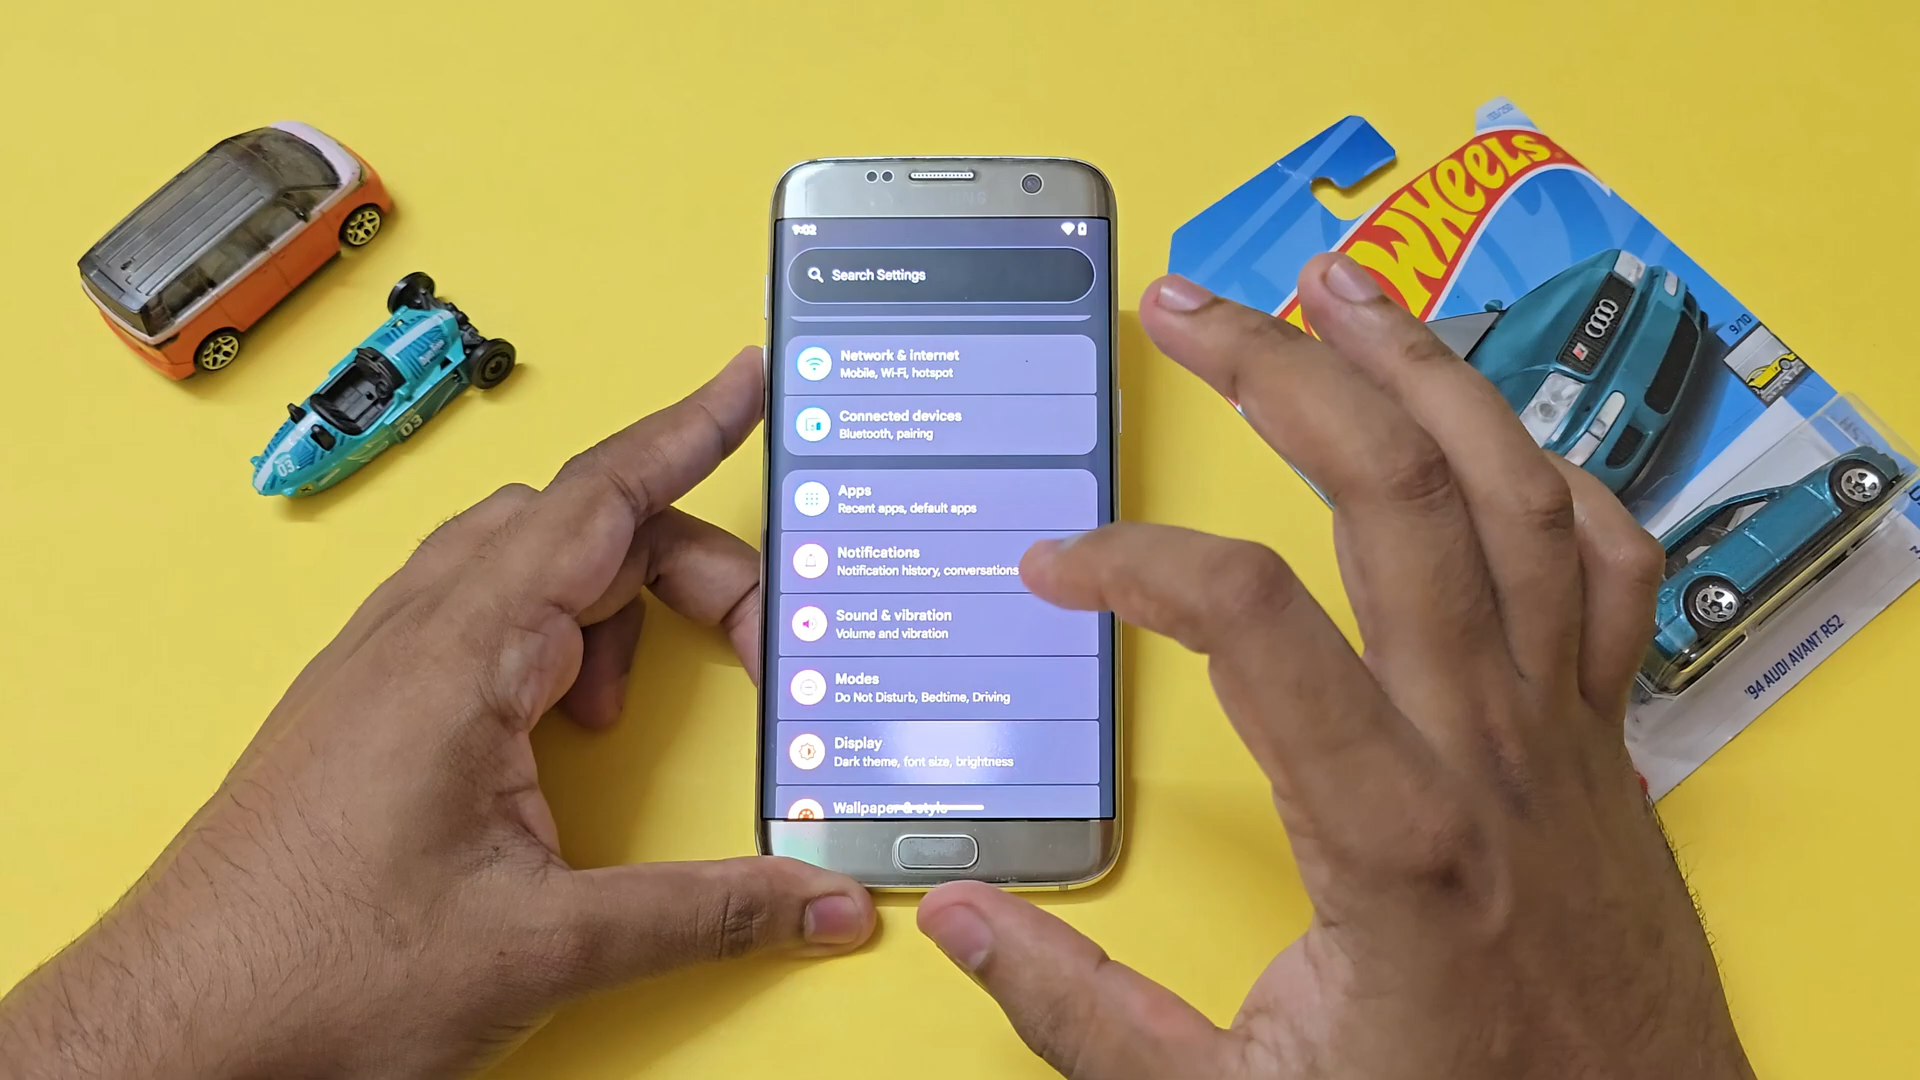 9:02
Search Settings
Network & internet
Mobile, Wi-Fi, hotspot
Connected devices
Bluetooth, pairing
Apps
Recent apps, default apps
Notifications
Notification history, conversations
Sound & vibration
Volume and vibration
Modes
Do Not Disturb, Bedtime, Driving
Display
Dark theme, font size, brightness
Wallpaper & style
WHEELS
9/10
'94 AUDI AVANT RS2
03
03